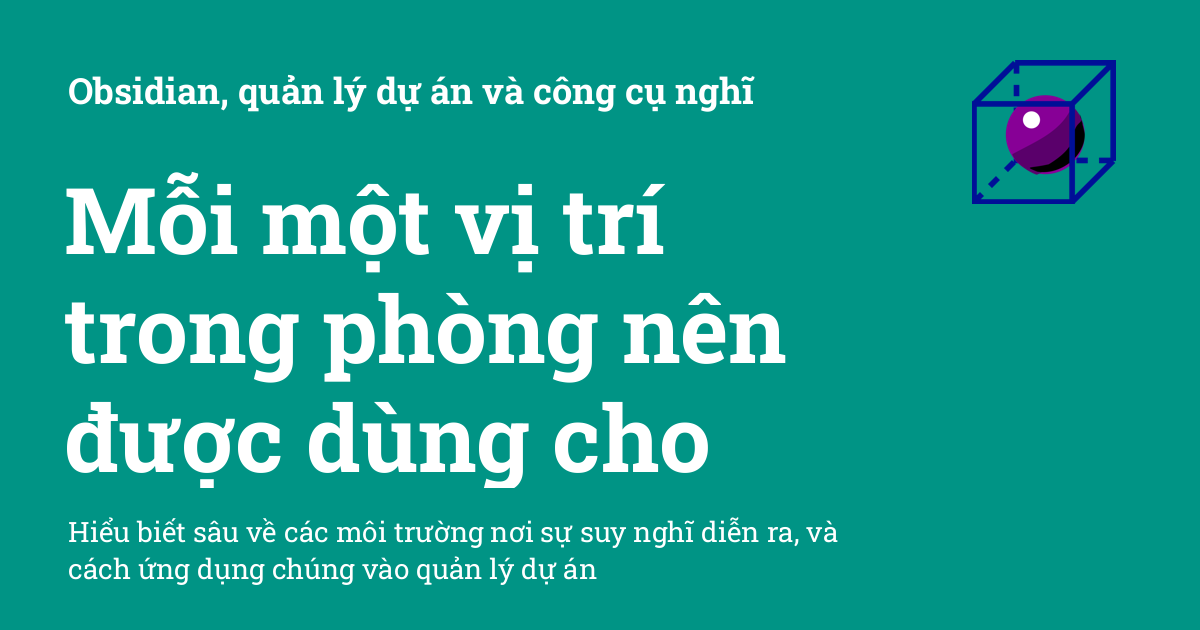 Obsidian, quản lý dự án và công cụ nghĩ
Mỗi một vị trí
trong phòng nên
được dùng cho
Hiểu biết sâu về các môi trường nơi sự suy nghĩ diễn ra, và
cách ứng dụng chúng vào quản lý dự án